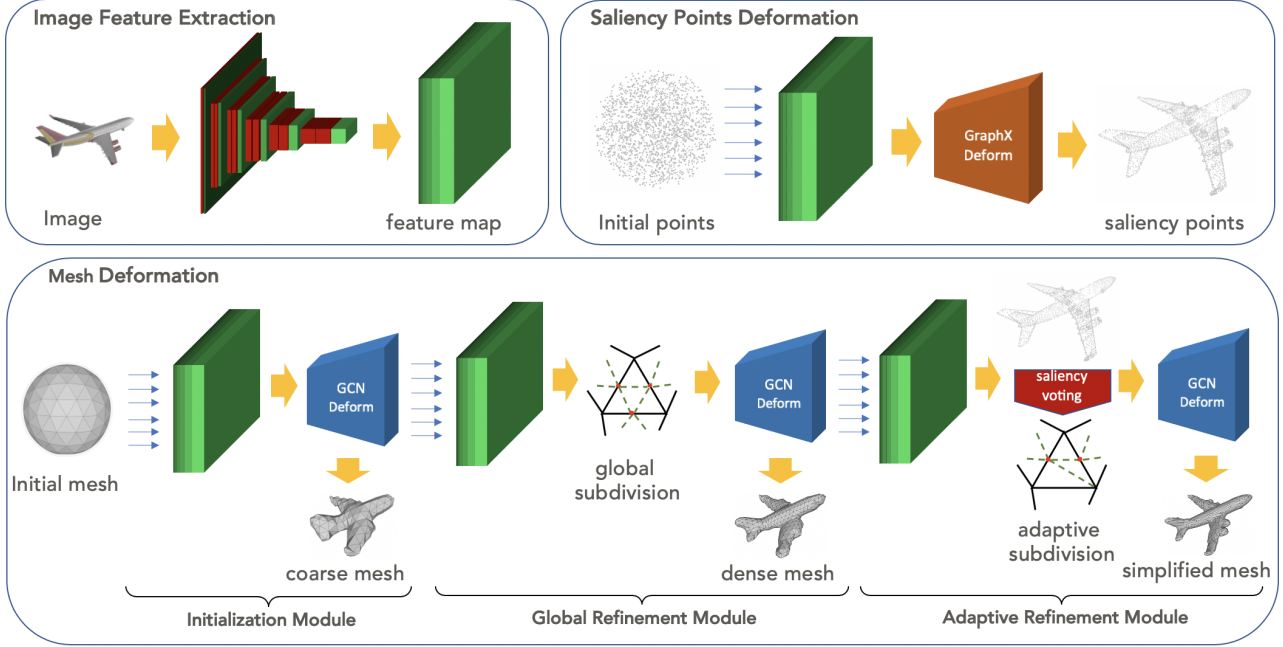 Image Feature Extraction
Image
feature map
Saliency Points Deformation
Initial points
GraphX
Deform
saliency points
Mesh Deformation
Initial mesh
GCN
Deform
coarse mesh
Initialization Module
global
subdivision
GCN
Deform
dense mesh
Global Refinement Module
saliency
voting
adaptive
subdivision
GCN
Deform
simplified mesh
Adaptive Refinement Module